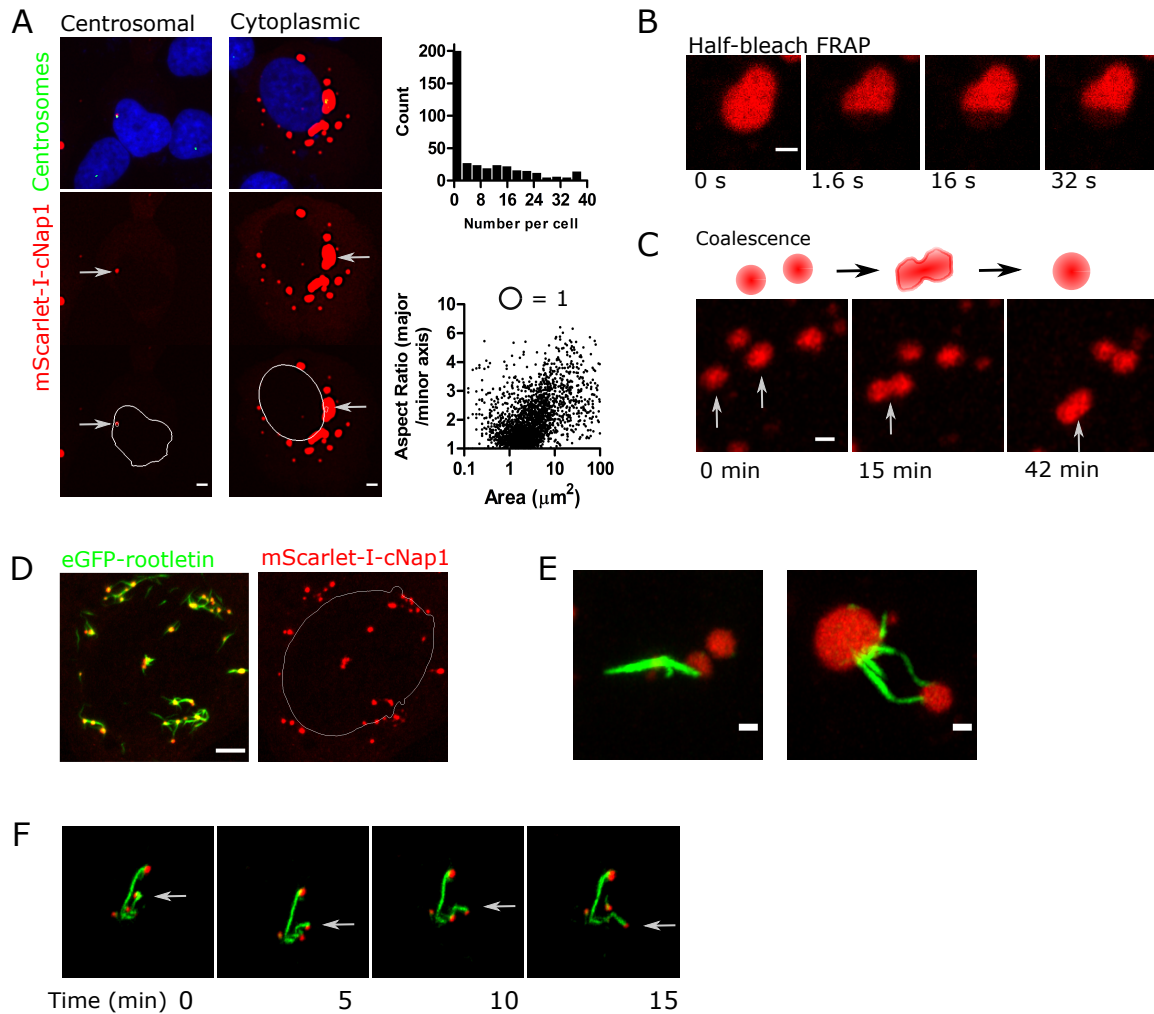 A
Centrosomal
Cytoplasmic
Centrosomes
mScarlet-I-cNap1
Count
200
150
100
50
0
0 8 16 24 32 40
Number per cell
= 1
Aspect Ratio (major
/minor axis)
10
6
5
4
3
2
1
0.1 1 10 100
Area (μm²)
B
Half-bleach FRAP
0 s
1.6 s
16 s
32 s
C
Coalescence
0 min
15 min
42 min
D
eGFP-rootletin
mScarlet-I-cNap1
E
F
Time (min) 0 5 10 15